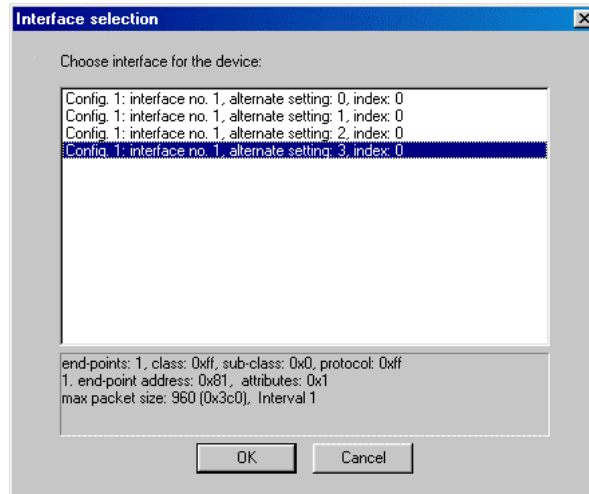 Interface selection
Choose interface for the device:
Config. 1: interface no. 1, alternate setting: 0, index: 0
Config. 1: interface no. 1, alternate setting: 1, index: 0
Config. 1: interface no. 1, alternate setting: 2, index: 0
Config. 1: interface no. 1, alternate setting: 3, index: 0
end-points: 1, class: 0xff, sub-class: 0x0, protocol: 0xff
1. end-point address: 0x81,  attributes: 0x1
max packet size: 960 (0x3c0),  Interval 1
OK
Cancel